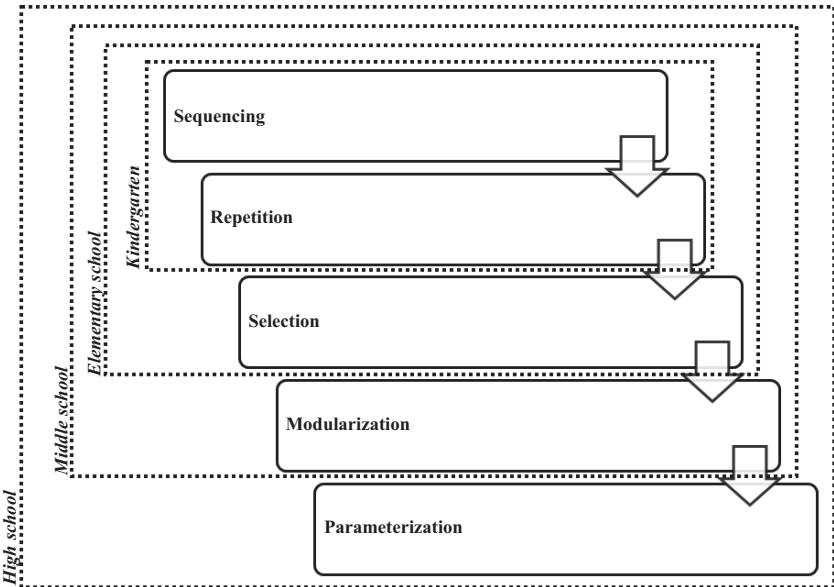 Sequencing
Kindergarten
Repetition
Elementary school
Selection
Middle school
Modularization
High school
Parameterization